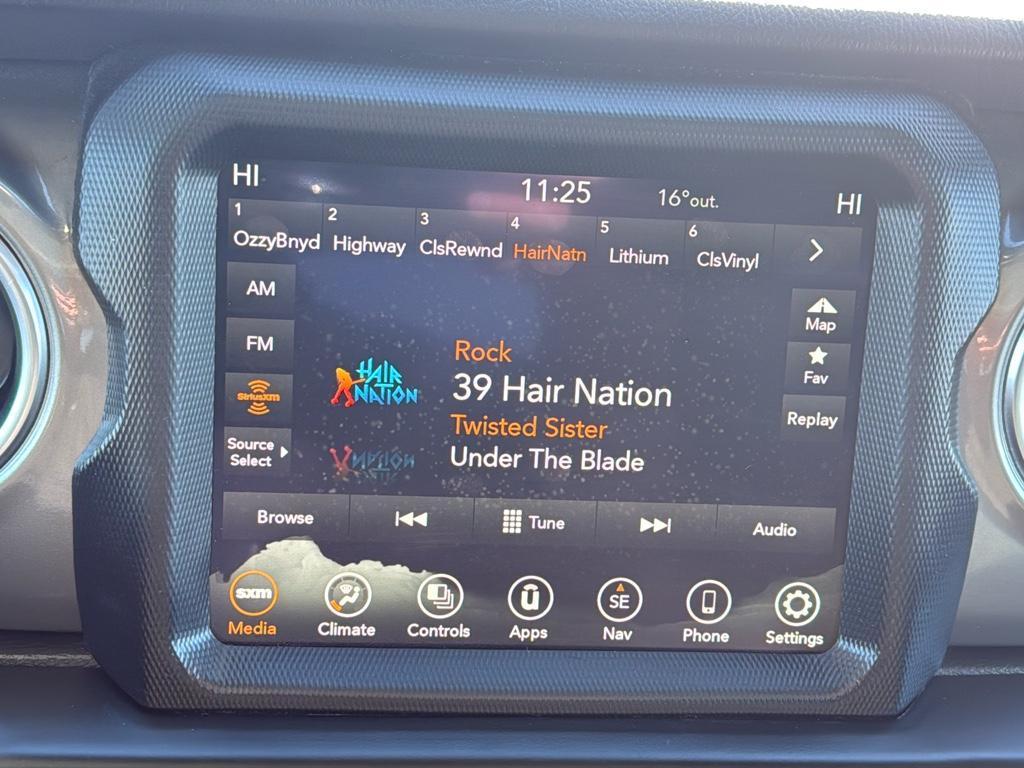 HI 11:25 16°out. HI
1 2 3 4 5 6
OzzyBnyd Highway ClsRewnd HairNatn Lithium ClsVinyl
AM
Map
FM
Rock
Fav
HAIR NATION
39 Hair Nation
SiriusXM
Twisted Sister
Replay
Source Select
Under The Blade
Browse Tune Audio
sxm SE
Media Climate Controls Apps Nav Phone Settings